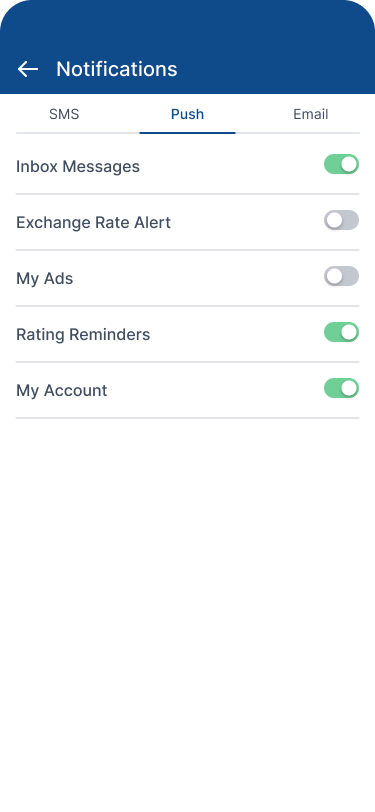 Notifications
SMS Push Email
Inbox Messages
Exchange Rate Alert
My Ads
Rating Reminders
My Account